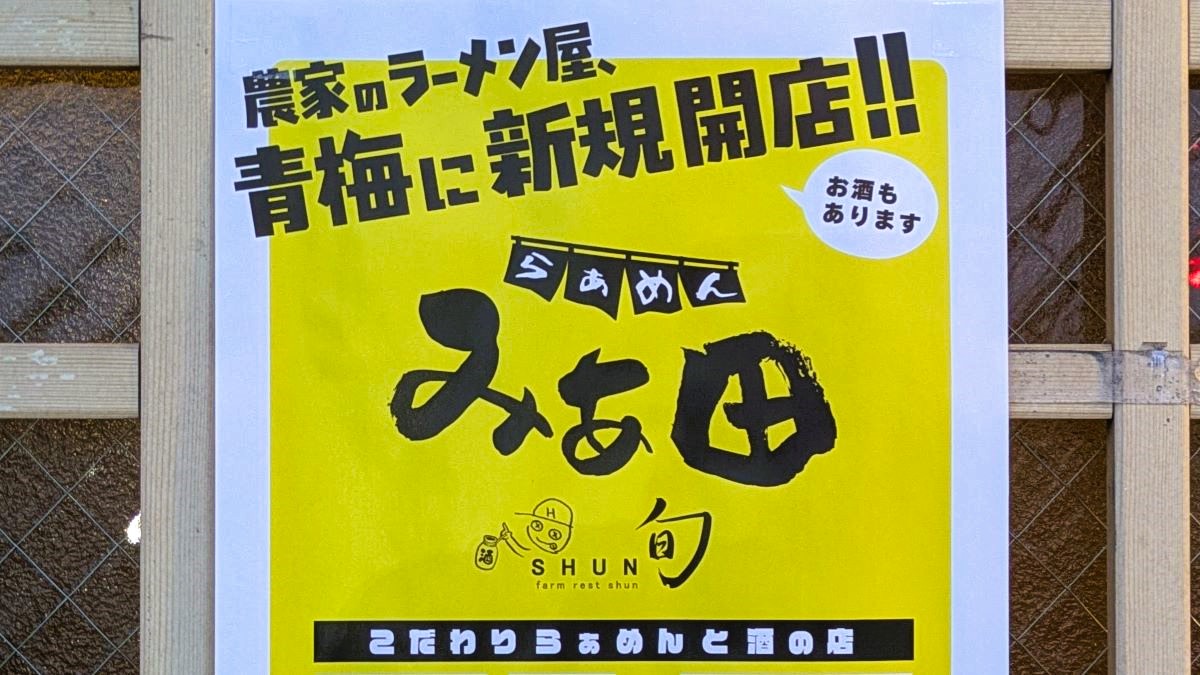 農家のラーメン屋、
青梅に新規開店!!
お酒も
あります
らぁめん
みぁ田
H
酒
SHUN
farm rest shun
旬
こだわりらぁめんと酒の店